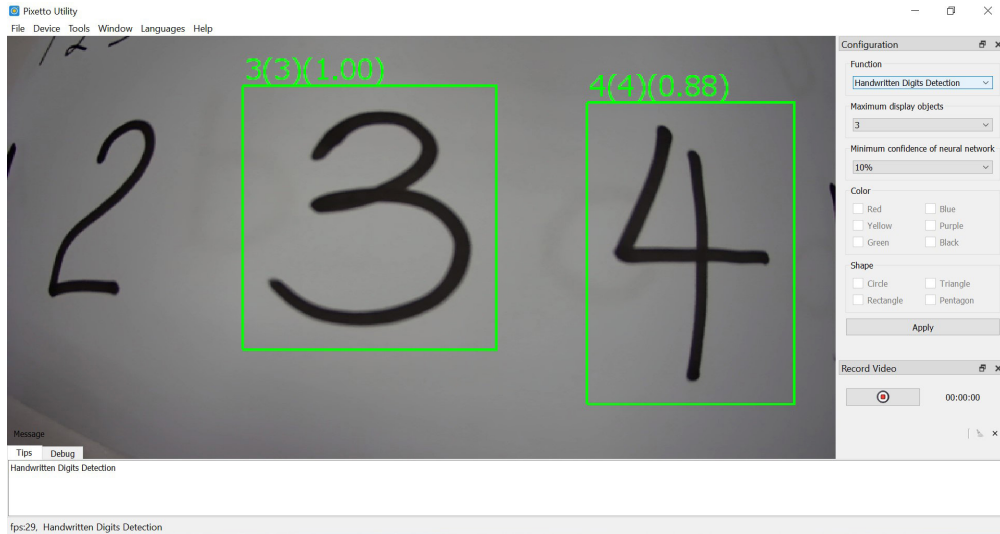 Pixetto Utility
File Device Tools Window Languages Help
123
2 3 4
3(3)(1.00)
4(4)(0.88)
Configuration
Function
Handwritten Digits Detection
Maximum display objects
3
Minimum confidence of neural network
10%
Color
Red Blue
Yellow Purple
Green Black
Shape
Circle Triangle
Rectangle Pentagon
Apply
Record Video
00:00:00
Message
Tips Debug
Handwritten Digits Detection
fps:29, Handwritten Digits Detection